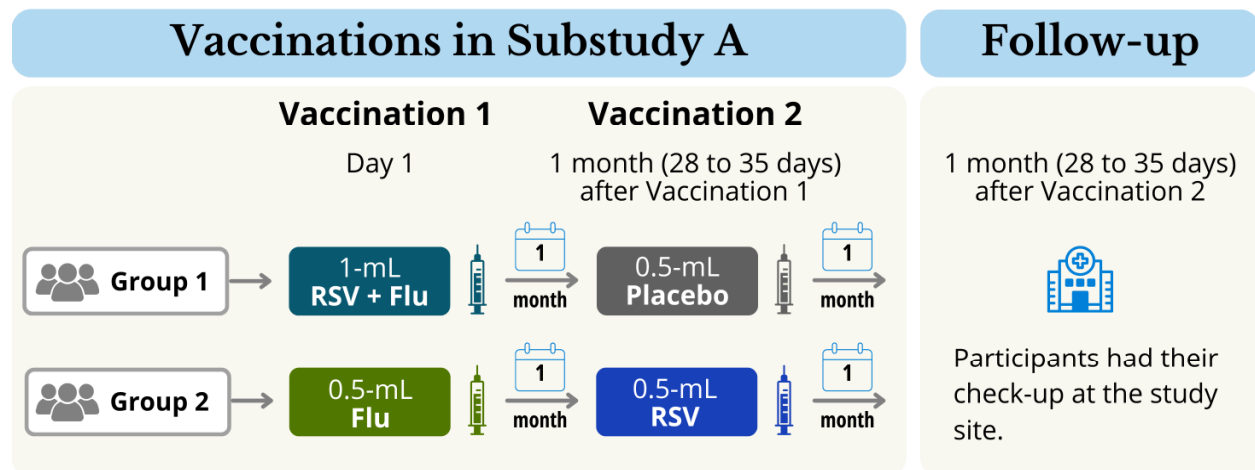 Vaccinations in Substudy A
Follow-up
Vaccination 1
Vaccination 2
Day 1
1 month (28 to 35 days)
after Vaccination 1
1 month (28 to 35 days)
after Vaccination 2
Group 1
1-mL
RSV + Flu
1
month
0.5-mL
Placebo
1
month
Group 2
0.5-mL
Flu
1
month
0.5-mL
RSV
1
month
Participants had their
check-up at the study
site.